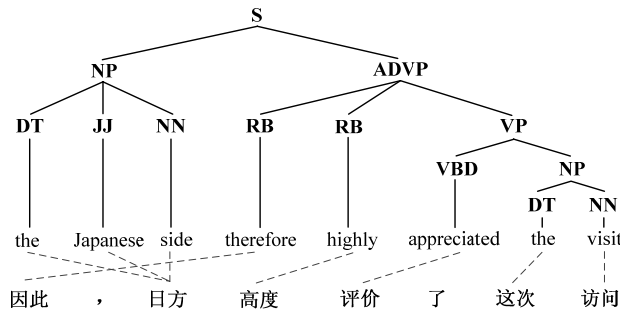 S
NP ADVP
DT JJ NN RB RB VP
VBD NP
DT NN
the Japanese side therefore highly appreciated the visit
因此 ， 日方 高度 评价 了 这次 访问